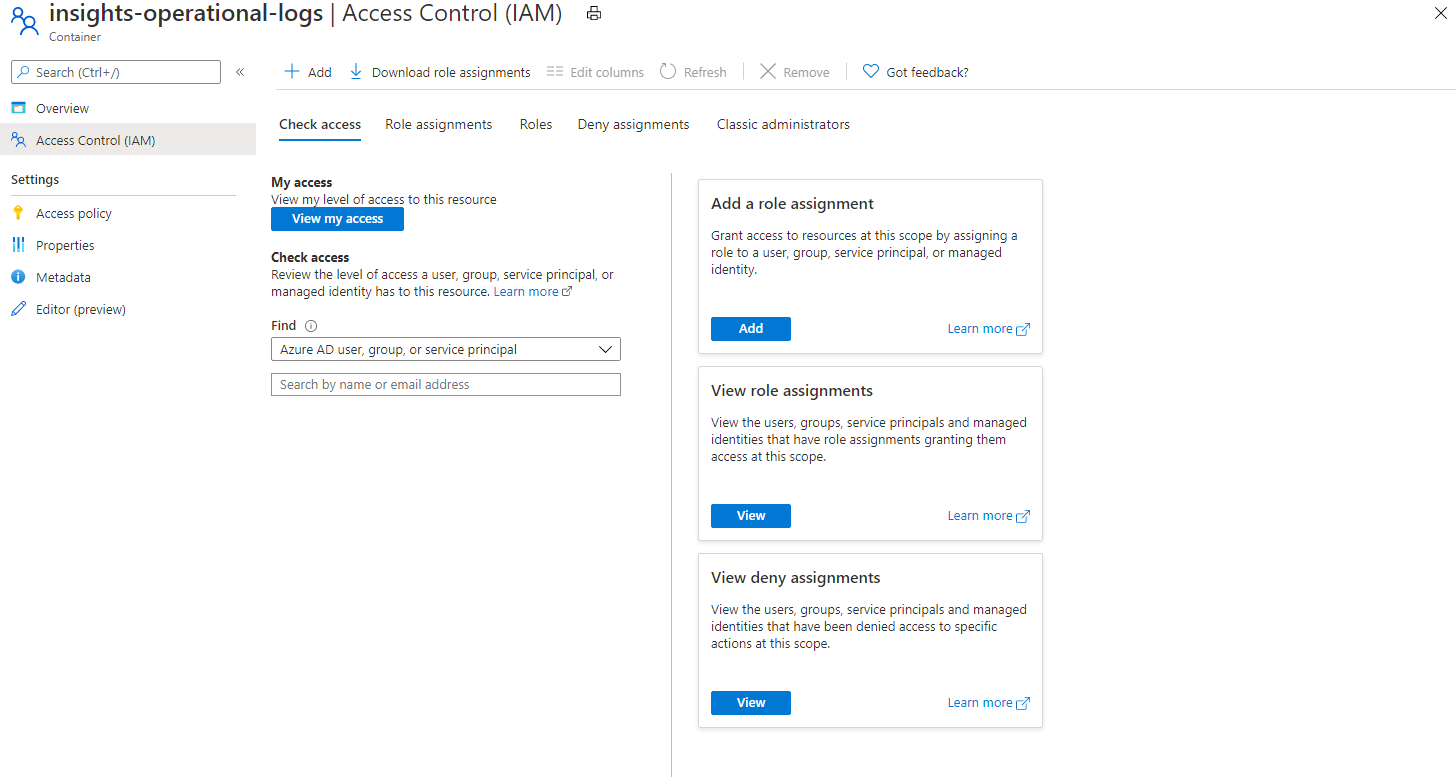 insights-operational-logs | Access Control (IAM)
Container
Search (Ctrl+/)
«
Overview
Access Control (IAM)
Settings
Access policy
Properties
Metadata
Editor (preview)
Add
Download role assignments
Edit columns
Refresh
Remove
Got feedback?
Check access
Role assignments
Roles
Deny assignments
Classic administrators
My access
View my level of access to this resource
View my access
Check access
Review the level of access a user, group, service principal, or
managed identity has to this resource. Learn more
Find
Azure AD user, group, or service principal
Search by name or email address
Add a role assignment
Grant access to resources at this scope by assigning a
role to a user, group, service principal, or managed
identity.
Add
Learn more
View role assignments
View the users, groups, service principals and managed
identities that have role assignments granting them
access at this scope.
View
Learn more
View deny assignments
View the users, groups, service principals and managed
identities that have been denied access to specific
actions at this scope.
View
Learn more